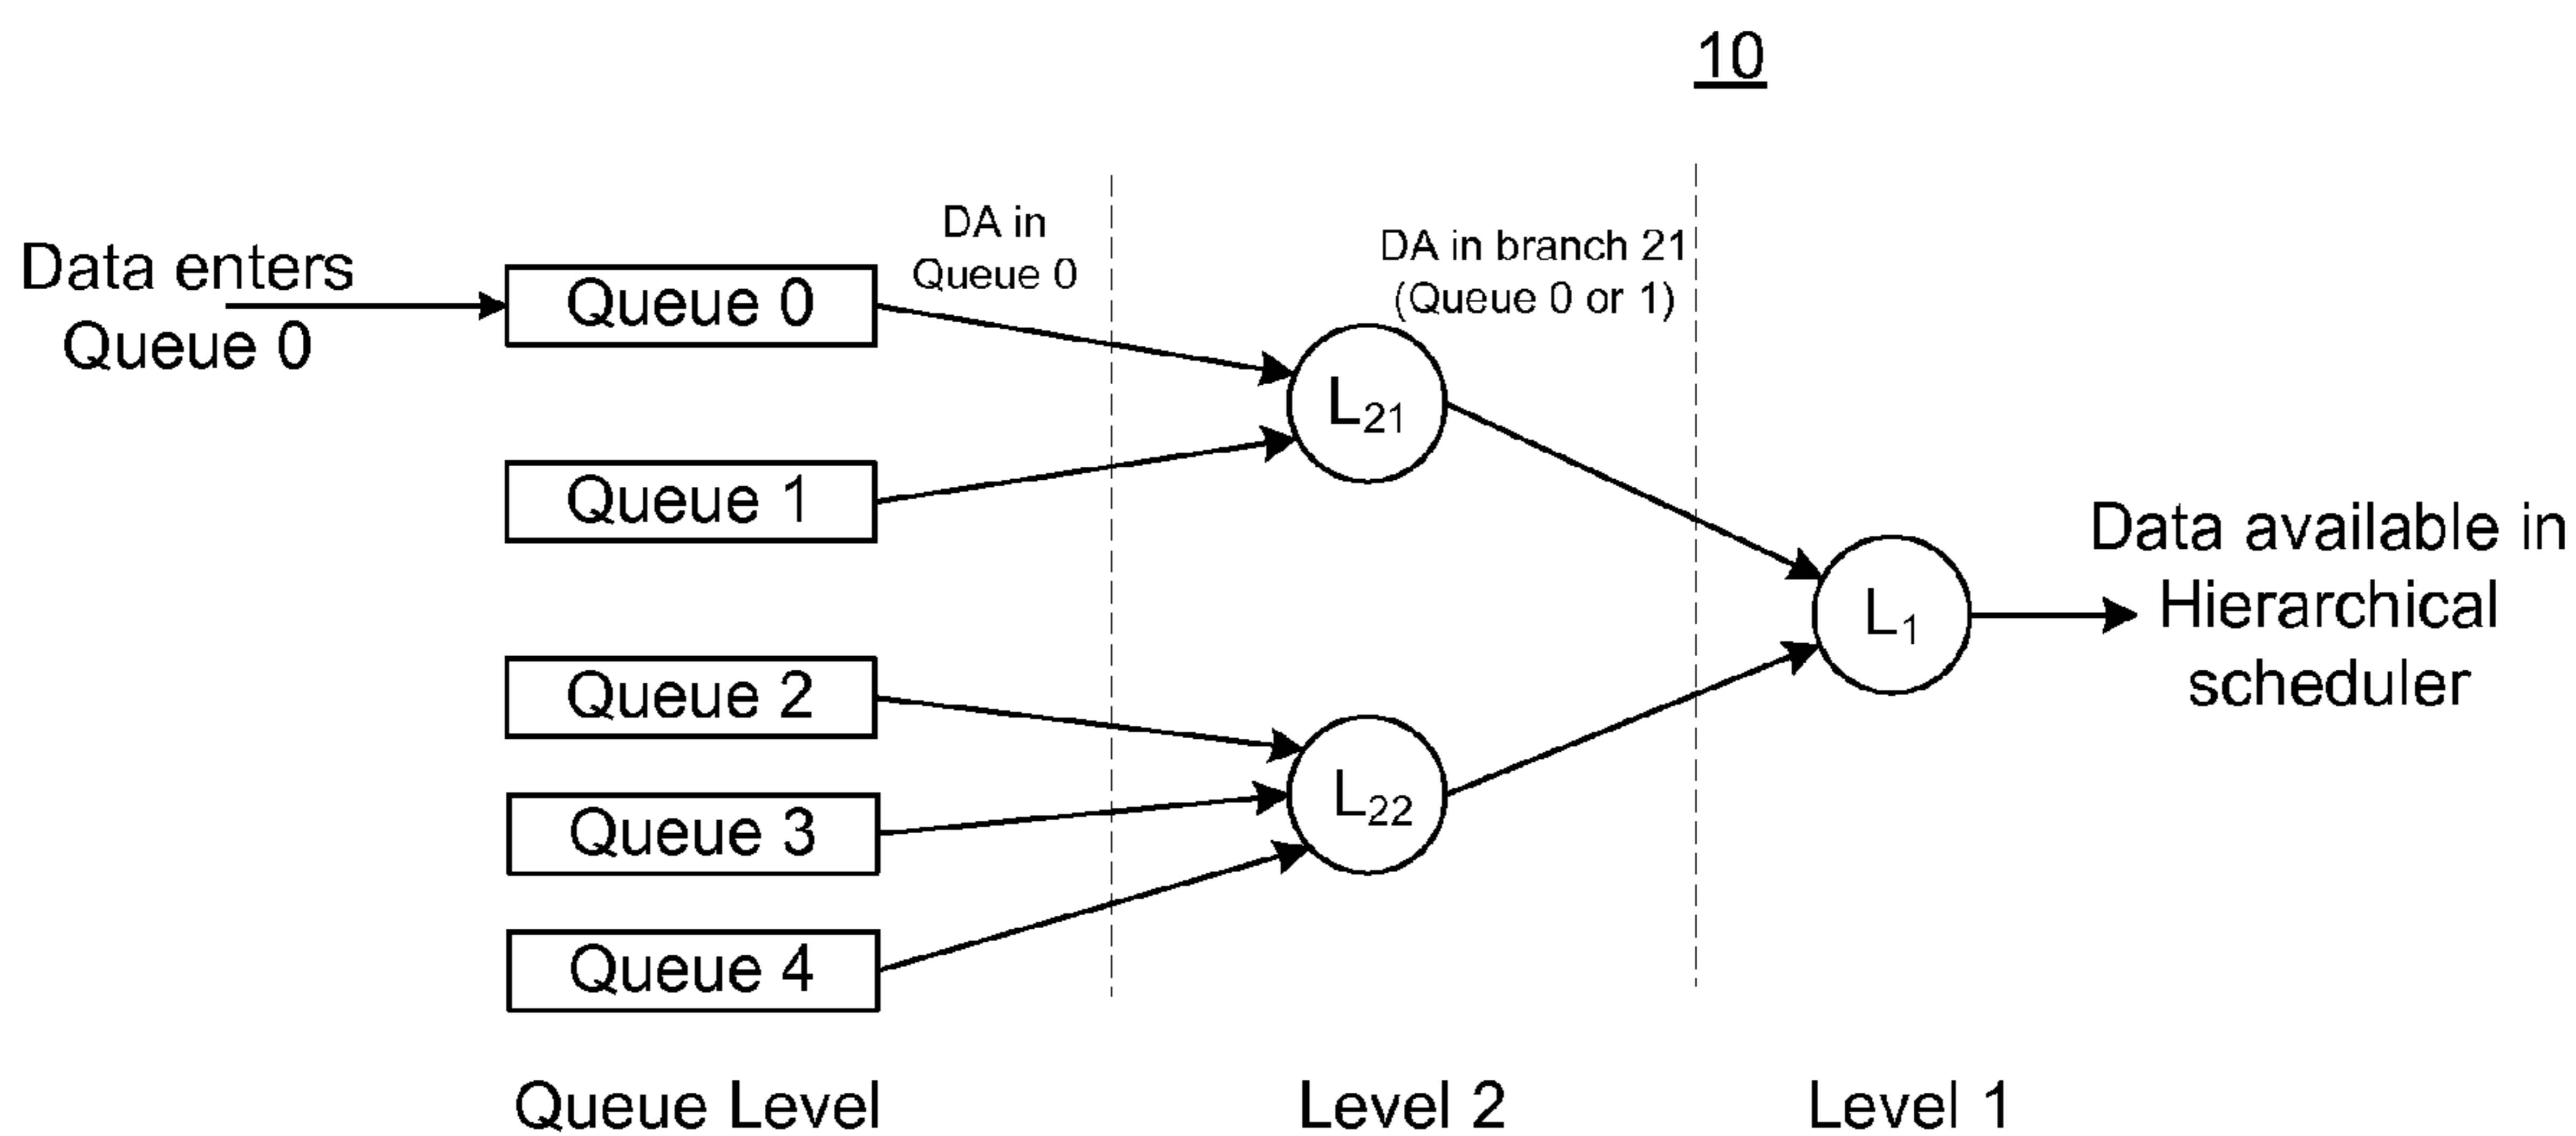 10
DA in
Queue 0
DA in branch 21
(Queue 0 or 1)
Data enters
Queue 0
Queue 0
L21
Queue 1
Data available in
Hierarchical
scheduler
L1
Queue 2
L22
Queue 3
Queue 4
Queue Level
Level 2
Level 1